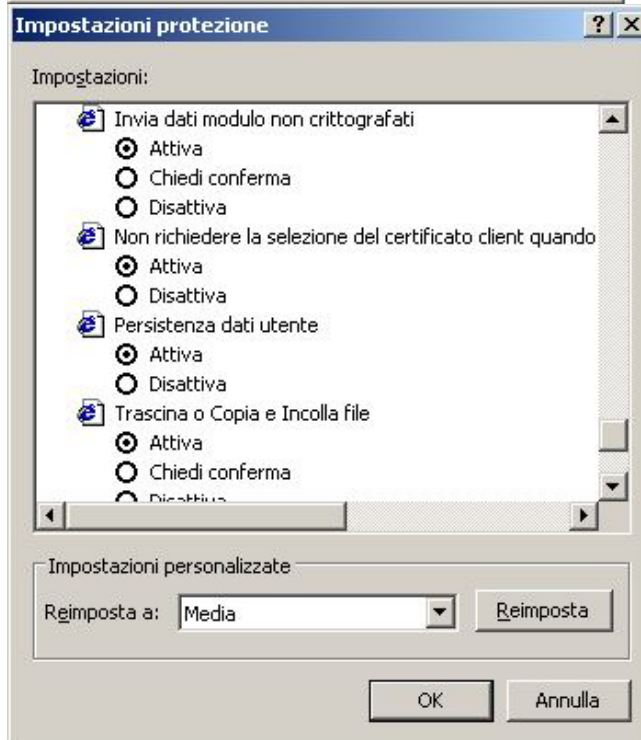 Impostazioni protezione
Impostazioni:
Invia dati modulo non crittografati
Attiva
Chiedi conferma
Disattiva
Non richiedere la selezione del certificato client quando
Attiva
Disattiva
Persistenza dati utente
Attiva
Disattiva
Trascina o Copia e Incolla file
Attiva
Chiedi conferma
Disattiva
Impostazioni personalizzate
Reimposta a: Media Reimposta
OK Annulla